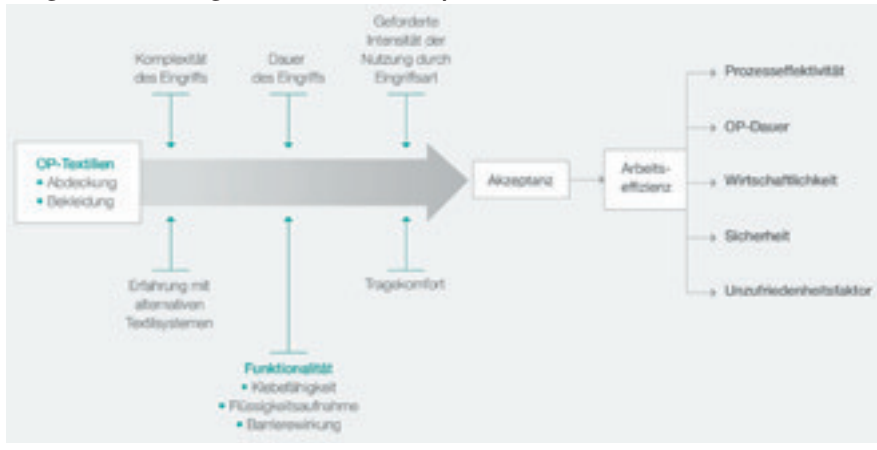 Geforderte
Intensität der
Nutzung durch
Eingriffsart
Komplexität
des Eingriffs
Dauer
des Eingriffs
OP-Textilien
• Abdeckung
• Bekleidung
Akzeptanz
Arbeits-
effizienz
Prozesseffektivität
OP-Dauer
Wirtschaftlichkeit
Sicherheit
Unzufriedenheitsfaktor
Erfahrung mit
alternativen
Textilsystemen
Tragekomfort
Funktionalität
• Klebefähigkeit
• Flüssigkeitsaufnahme
• Barrierewirkung